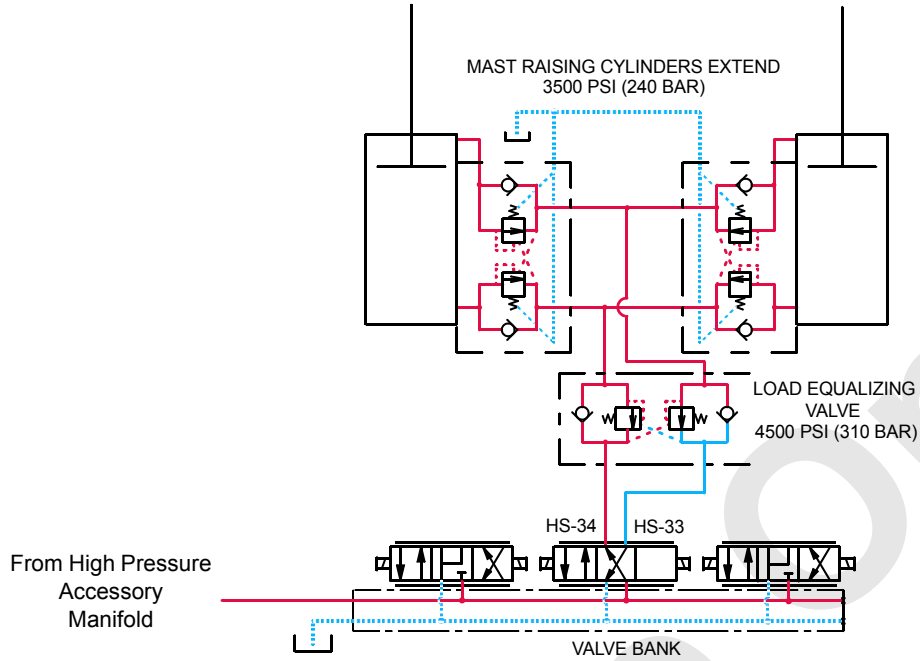 MAST RAISING CYLINDERS EXTEND
3500 PSI (240 BAR)
LOAD EQUALIZING
VALVE
4500 PSI (310 BAR)
HS-34
HS-33
From High Pressure
Accessory
Manifold
VALVE BANK